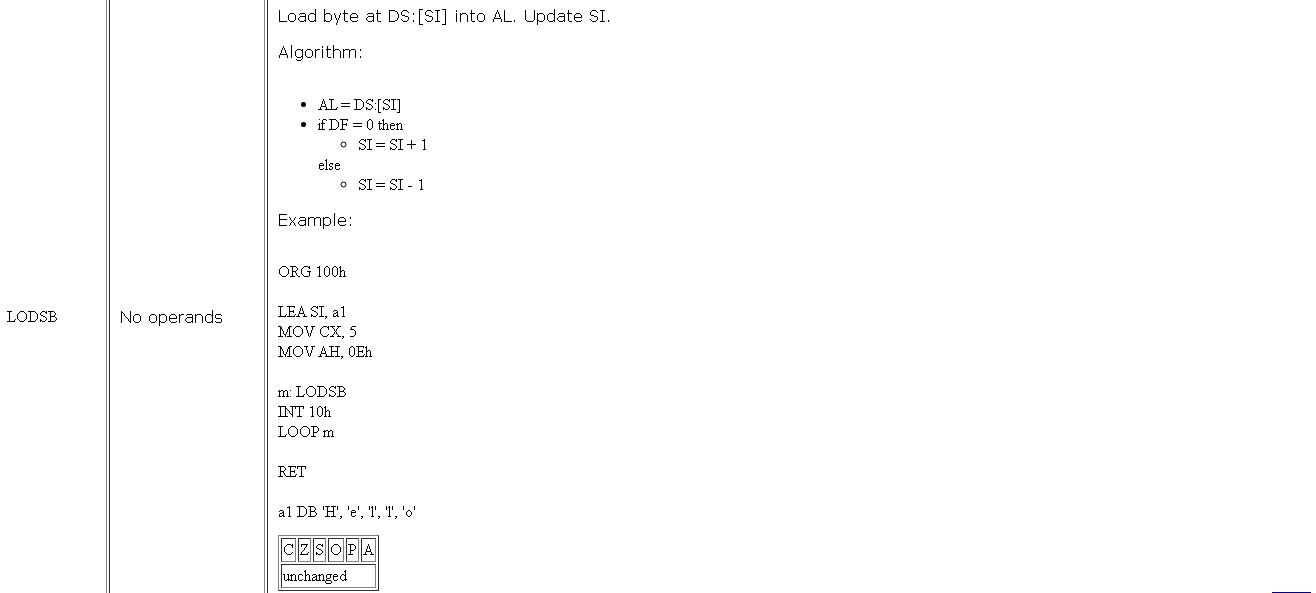 Load byte at DS:[SI] into AL. Update SI.
Algorithm:
AL = DS:[SI]
if DF = 0 then
SI = SI + 1
else
SI = SI - 1
Example:
ORG 100h
LEA SI, a1
MOV CX, 5
MOV AH, 0Eh
m: LODSB
INT 10h
LOOP m
RET
a1 DB 'H', 'e', 'l', 'l', 'o'
C Z S O P A
unchanged
LODSB
No operands